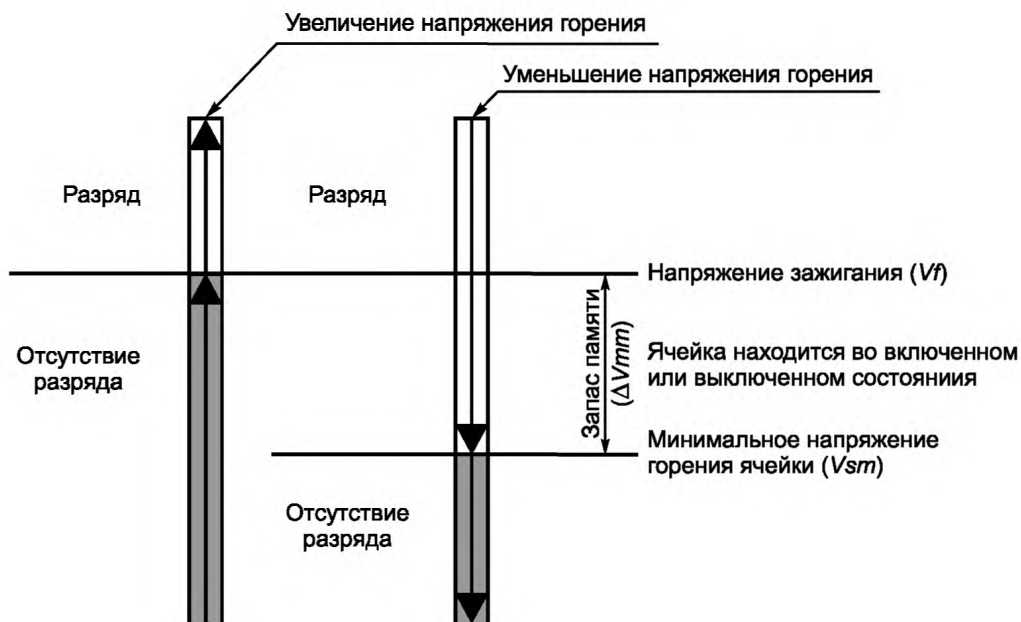 Увеличение напряжения горения
Уменьшение напряжения горения
Разряд
Разряд
Напряжение зажигания (Vf)
Запас памяти
(ΔVmm)
Отсутствие
разряда
Ячейка находится во включенном
или выключенном состоянииия
Минимальное напряжение
горения ячейки (Vsm)
Отсутствие
разряда